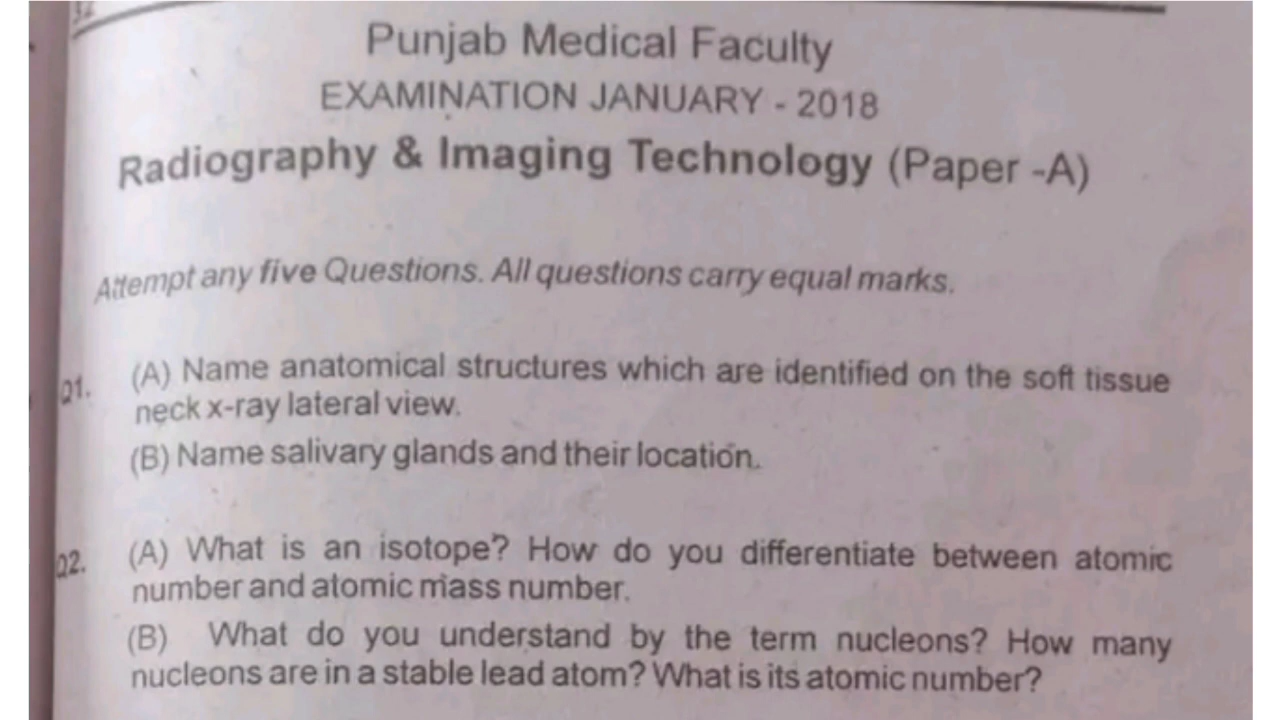 Punjab Medical Faculty
EXAMINATION JANUARY - 2018
Radiography & Imaging Technology (Paper -A)
Attempt any five Questions. All questions carry equal marks.
Q1. (A) Name anatomical structures which are identified on the soft tissue
neck x-ray lateral view.
(B) Name salivary glands and their location.
Q2. (A) What is an isotope? How do you differentiate between atomic
number and atomic mass number.
(B) What do you understand by the term nucleons? How many
nucleons are in a stable lead atom? What is its atomic number?